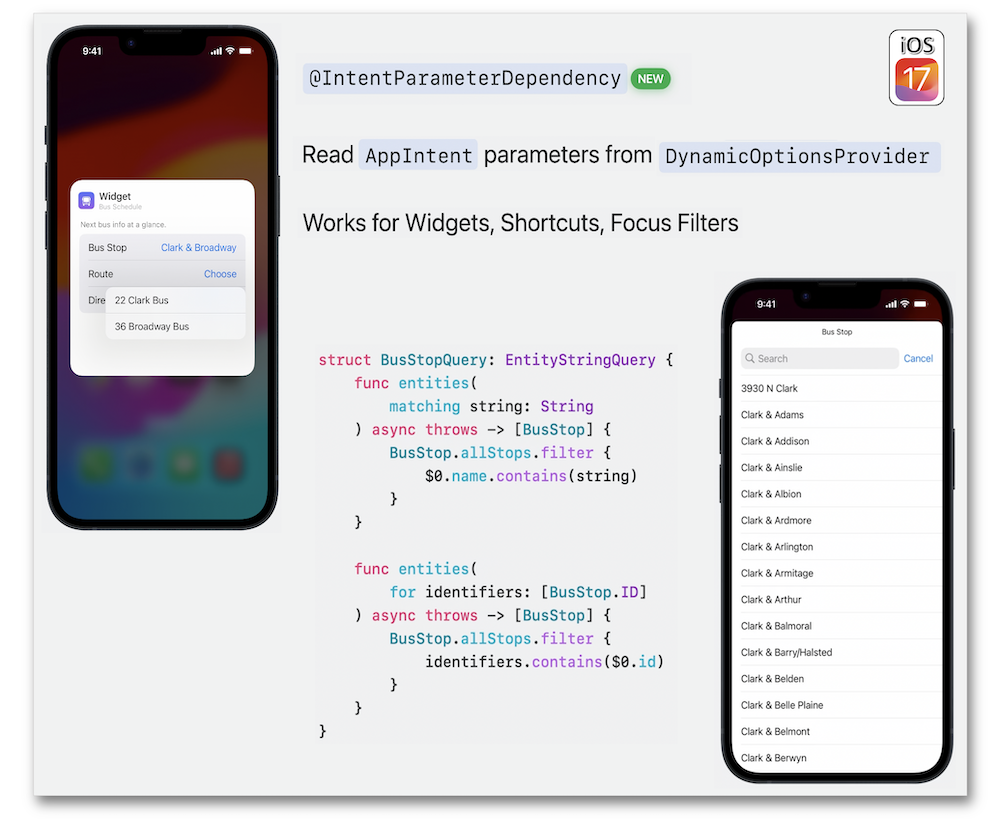 9:41
Widget
Bus Schedule
Next bus info at a glance.
Bus Stop Clark & Broadway
Route Choose
Dire
22 Clark Bus
36 Broadway Bus
@IntentParameterDependency NEW
iOS
17
Read AppIntent parameters from DynamicOptionsProvider
Works for Widgets, Shortcuts, Focus Filters
struct BusStopQuery: EntityStringQuery {
    func entities(
        matching string: String
    ) async throws -> [BusStop] {
        BusStop.allStops.filter {
            $0.name.contains(string)
        }
    }

    func entities(
        for identifiers: [BusStop.ID]
    ) async throws -> [BusStop] {
        BusStop.allStops.filter {
            identifiers.contains($0.id)
        }
    }
}
9:41
Bus Stop
Search Cancel
3930 N Clark
Clark & Adams
Clark & Addison
Clark & Ainslie
Clark & Albion
Clark & Ardmore
Clark & Arlington
Clark & Armitage
Clark & Arthur
Clark & Balmoral
Clark & Barry/Halsted
Clark & Belden
Clark & Belle Plaine
Clark & Belmont
Clark & Berwyn